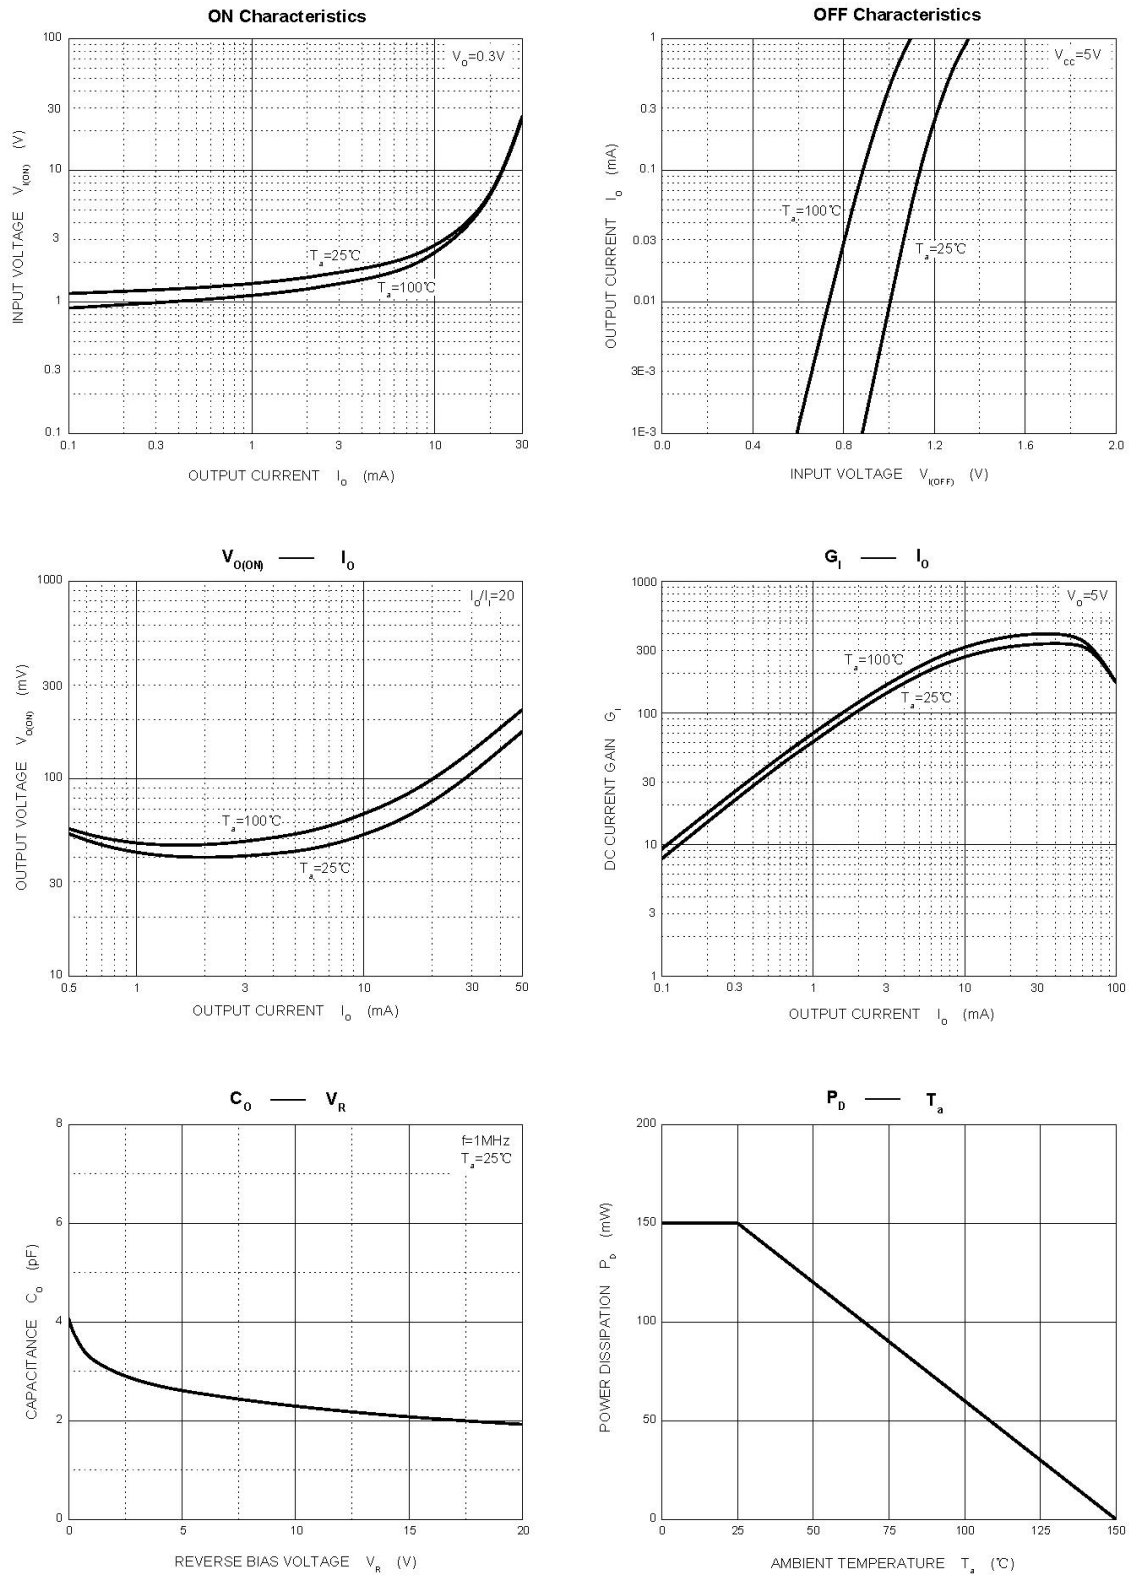 ON Characteristics
OFF Characteristics
100
30
10
3
1
0.3
0.1
0.1
0.3
1
3
10
30
INPUT VOLTAGE V_I(ON) (V)
OUTPUT CURRENT I_O (mA)
V_O=0.3V
T_a=25℃
T_a=100℃
1
0.3
0.1
0.03
0.01
3E-3
1E-3
0.0
0.4
0.8
1.2
1.6
2.0
OUTPUT CURRENT I_O (mA)
INPUT VOLTAGE V_I(OFF) (V)
V_CC=5V
T_a=100℃
T_a=25℃
V_O(ON) —— I_O
1000
300
100
30
10
0.5
1
10
30
50
OUTPUT VOLTAGE V_O(ON) (mV)
OUTPUT CURRENT I_O (mA)
I_O/I_I=20
T_a=100℃
T_a=25℃
G_I —— I_O
1000
300
100
30
10
3
1
0.1
0.3
1
3
10
30
100
DC CURRENT GAIN G_I
OUTPUT CURRENT I_O (mA)
V_O=5V
T_a=100℃
T_a=25℃
C_O —— V_R
8
6
4
2
0
0
5
10
15
20
CAPACITANCE C_O (pF)
REVERSE BIAS VOLTAGE V_R (V)
f=1MHz
T_a=25℃
P_D —— T_a
200
150
100
50
0
0
25
50
75
100
125
150
POWER DISSIPATION P_D (mW)
AMBIENT TEMPERATURE T_a (℃)